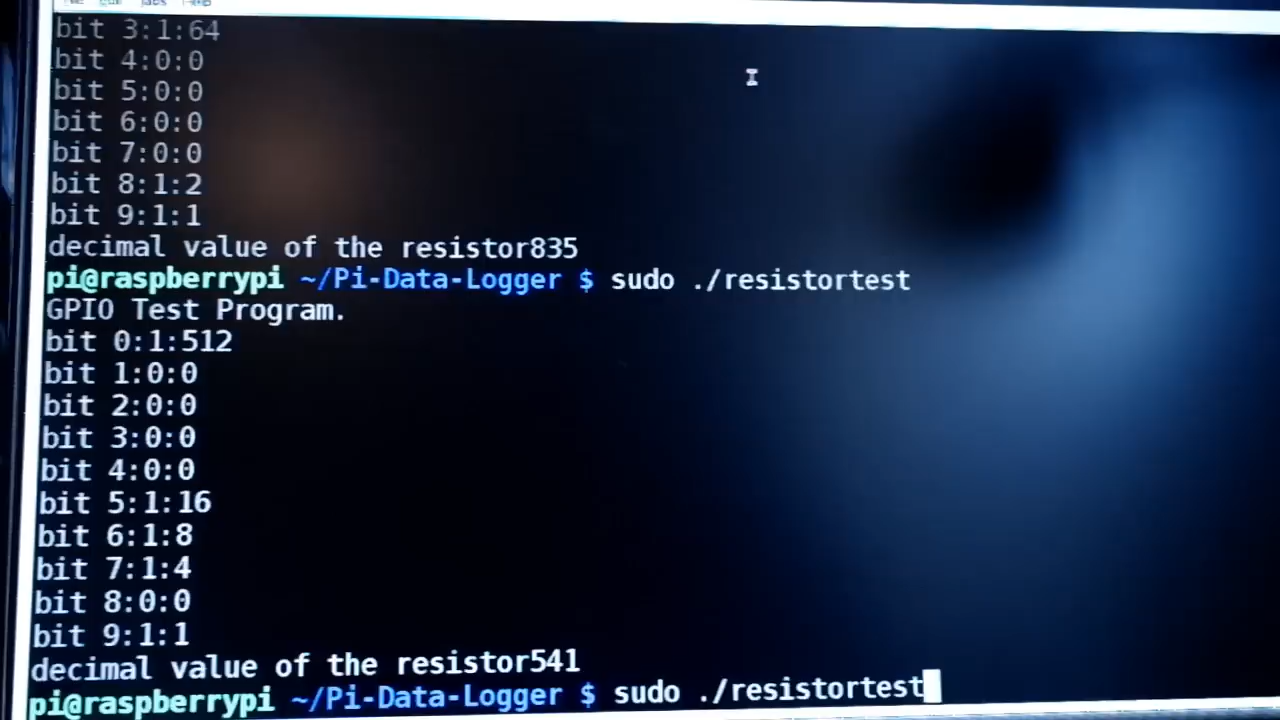 bit 3:1:64
bit 4:0:0
bit 5:0:0
bit 6:0:0
bit 7:0:0
bit 8:1:2
bit 9:1:1
decimal value of the resistor835
pi@raspberrypi ~/Pi-Data-Logger $ sudo ./resistortest
GPIO Test Program.
bit 0:1:512
bit 1:0:0
bit 2:0:0
bit 3:0:0
bit 4:0:0
bit 5:1:16
bit 6:1:8
bit 7:1:4
bit 8:0:0
bit 9:1:1
decimal value of the resistor541
pi@raspberrypi ~/Pi-Data-Logger $ sudo ./resistortest